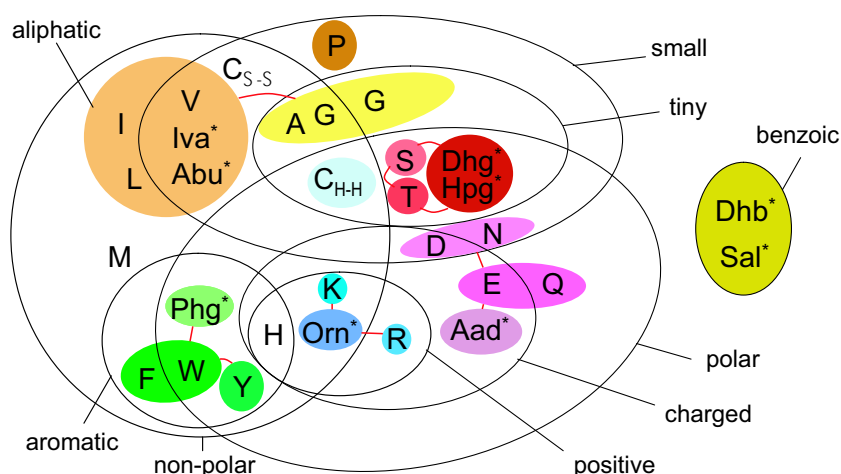 aliphatic
P
small
C S-S
V
G
G
A
tiny
I
Iva*
benzoic
L
Abu*
S
Dhg*
C H-H
T
Hpg*
Dhb*
D
N
Sal*
M
E
Q
K
Phg*
H
Orn*
R
Aad*
polar
F
W
Y
charged
aromatic
non-polar
positive